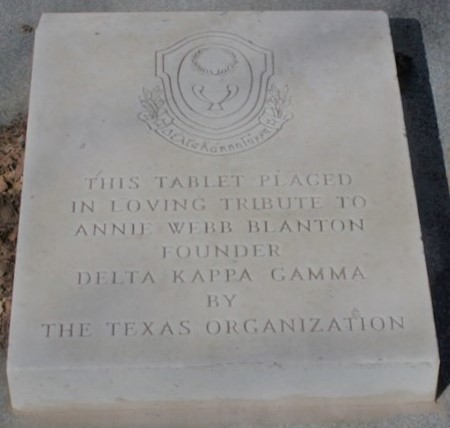 THIS TABLET PLACED
IN LOVING TRIBUTE TO
ANNIE WEBB BLANTON
FOUNDER
DELTA KAPPA GAMMA
BY
THE TEXAS ORGANIZATION